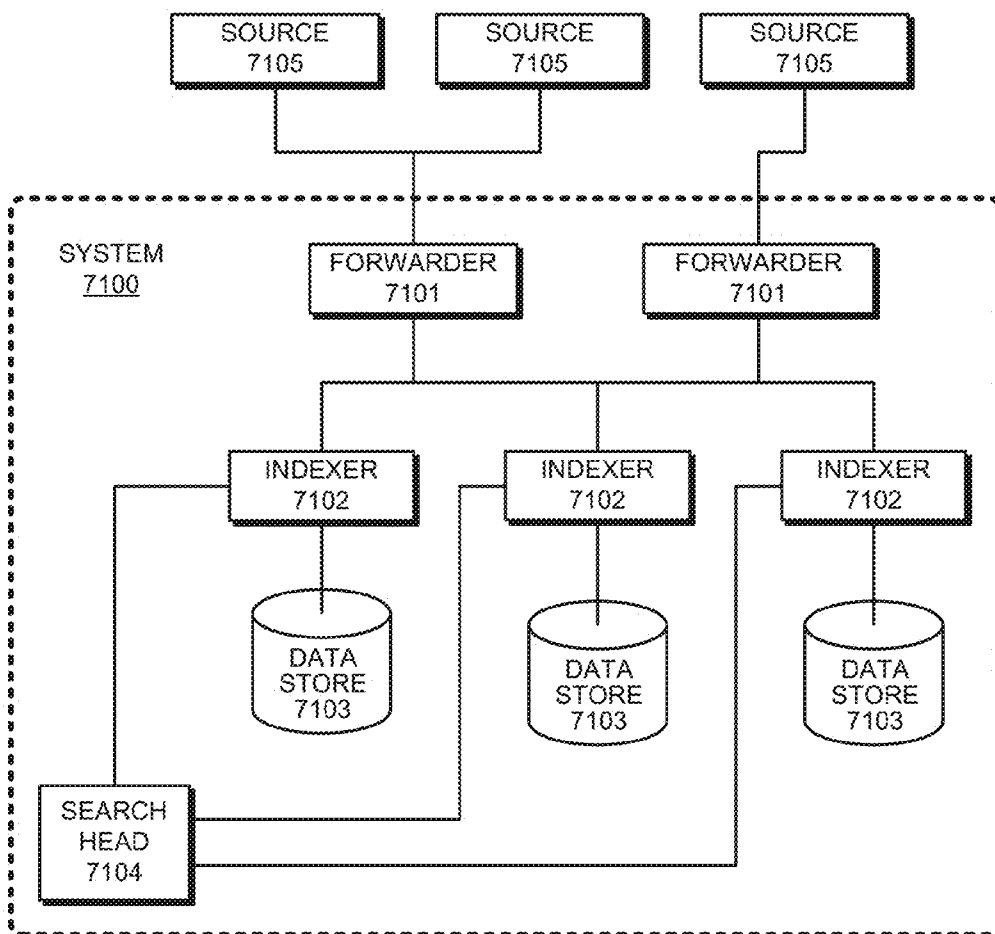 SOURCE
7105
SOURCE
7105
SOURCE
7105
SYSTEM
7100
FORWARDER
7101
FORWARDER
7101
INDEXER
7102
INDEXER
7102
INDEXER
7102
DATA
STORE
7103
DATA
STORE
7103
DATA
STORE
7103
SEARCH
HEAD
7104